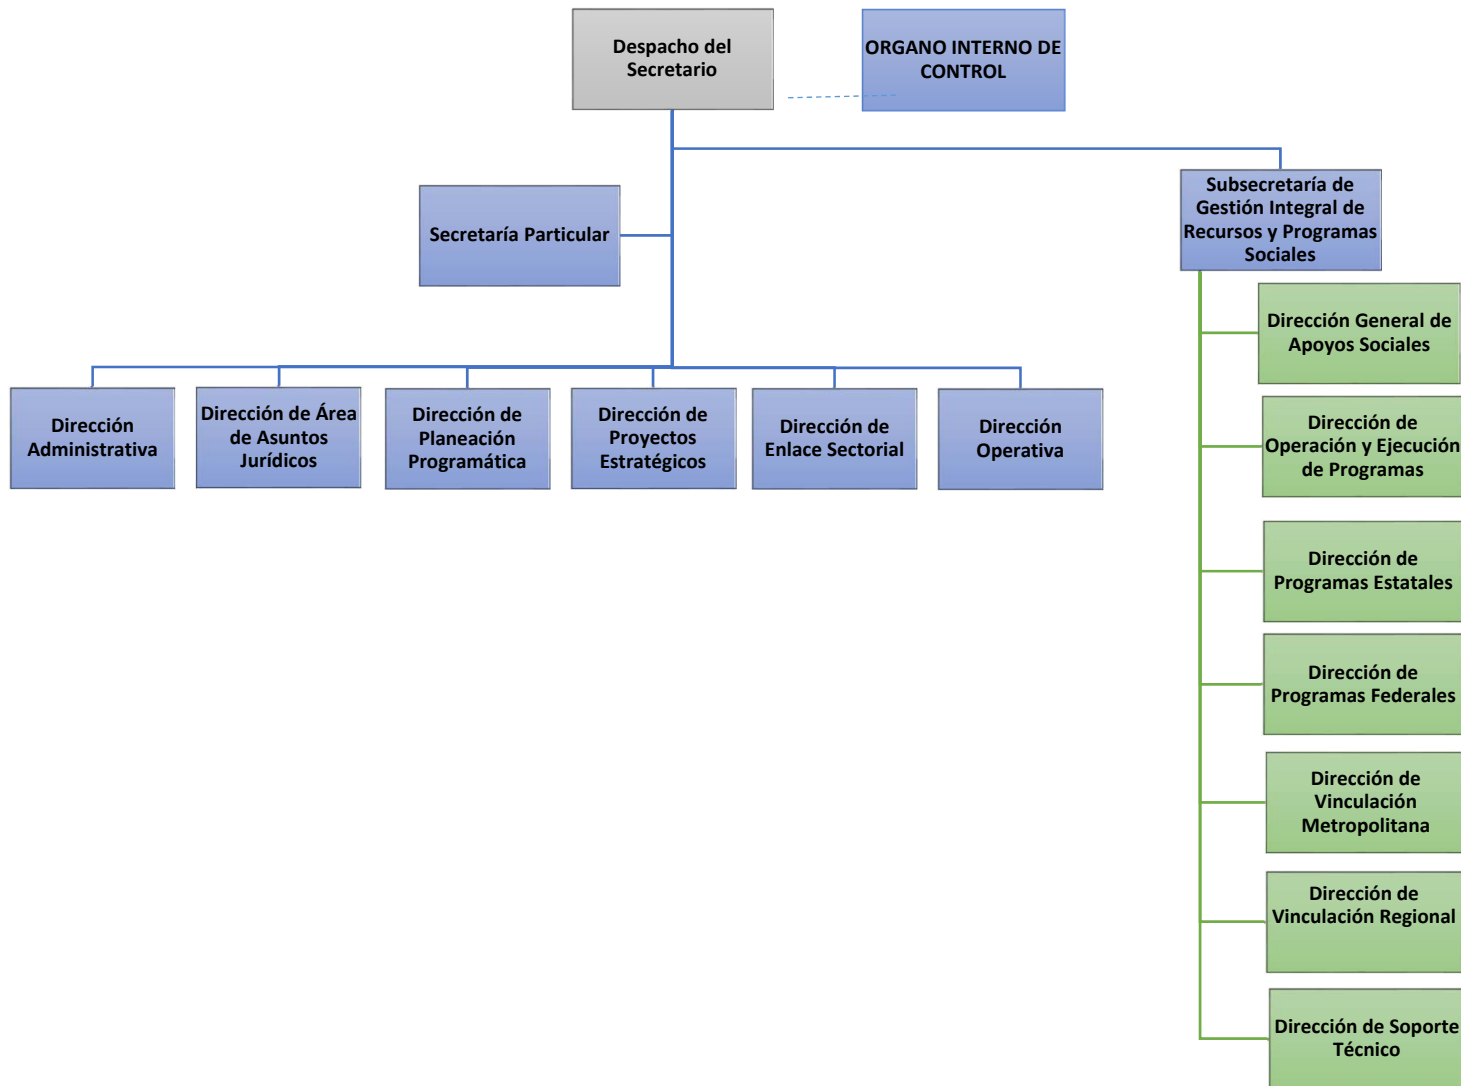 Despacho del
Secretario
ORGANO INTERNO DE
CONTROL
Subsecretaría de
Gestión Integral de
Recursos y Programas
Sociales
Secretaría Particular
Dirección General de
Apoyos Sociales
Dirección
Administrativa
Dirección de Área
de Asuntos
Jurídicos
Dirección de
Planeación
Programática
Dirección de
Proyectos
Estratégicos
Dirección de
Enlace Sectorial
Dirección
Operativa
Dirección de
Operación y Ejecución
de Programas
Dirección de
Programas Estatales
Dirección de
Programas Federales
Dirección de
Vinculación
Metropolitana
Dirección de
Vinculación Regional
Dirección de Soporte
Técnico